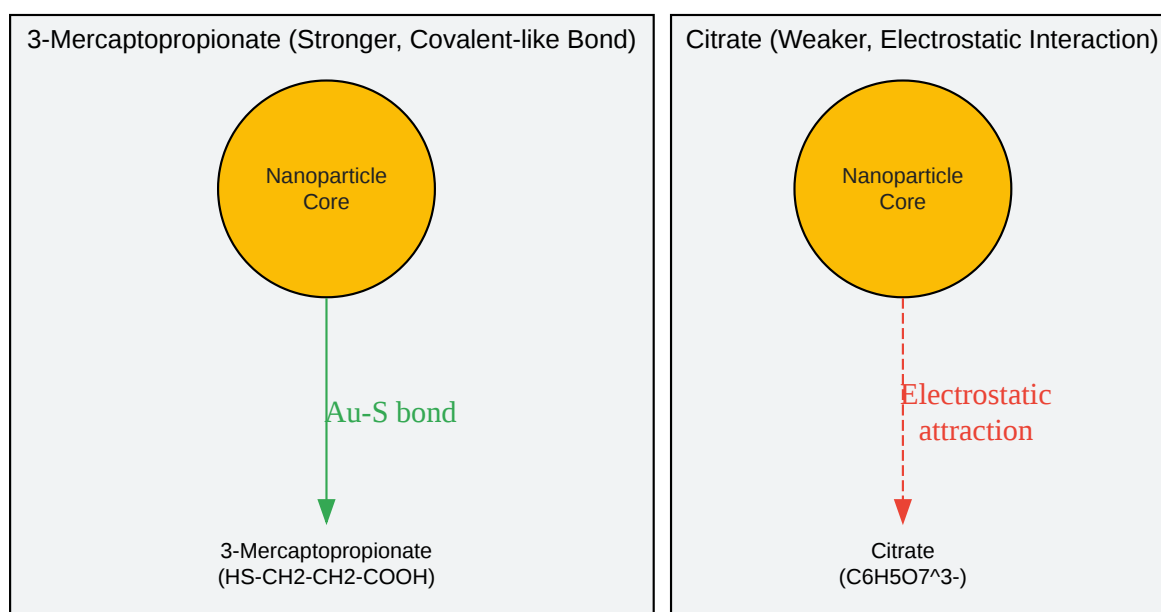 3-Mercaptopropionate (Stronger, Covalent-like Bond)
Nanoparticle
Core
Au-S bond
3-Mercaptopropionate
(HS-CH2-CH2-COOH)
Citrate (Weaker, Electrostatic Interaction)
Nanoparticle
Core
Electrostatic
attraction
Citrate
(C6H5O7^3-)